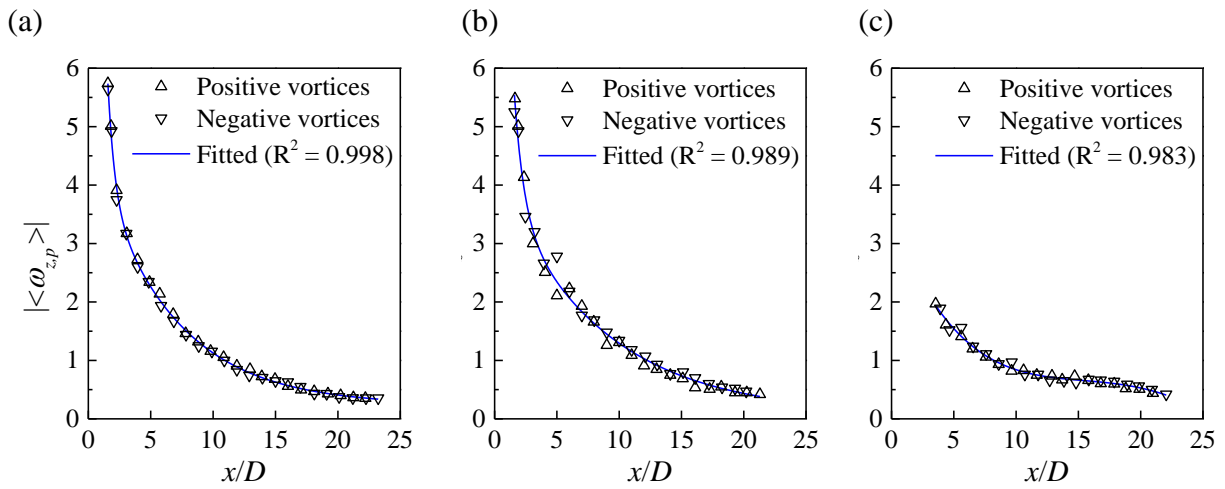 (a)
(b)
(c)
6
5
4
3
2
1
0
|<ω_{z,p}>|
Positive vortices
Negative vortices
Fitted (R² = 0.998)
0 5 10 15 20 25
x/D
6
5
4
3
2
1
0
Positive vortices
Negative vortices
Fitted (R² = 0.989)
0 5 10 15 20 25
x/D
6
5
4
3
2
1
0
Positive vortices
Negative vortices
Fitted (R² = 0.983)
0 5 10 15 20 25
x/D